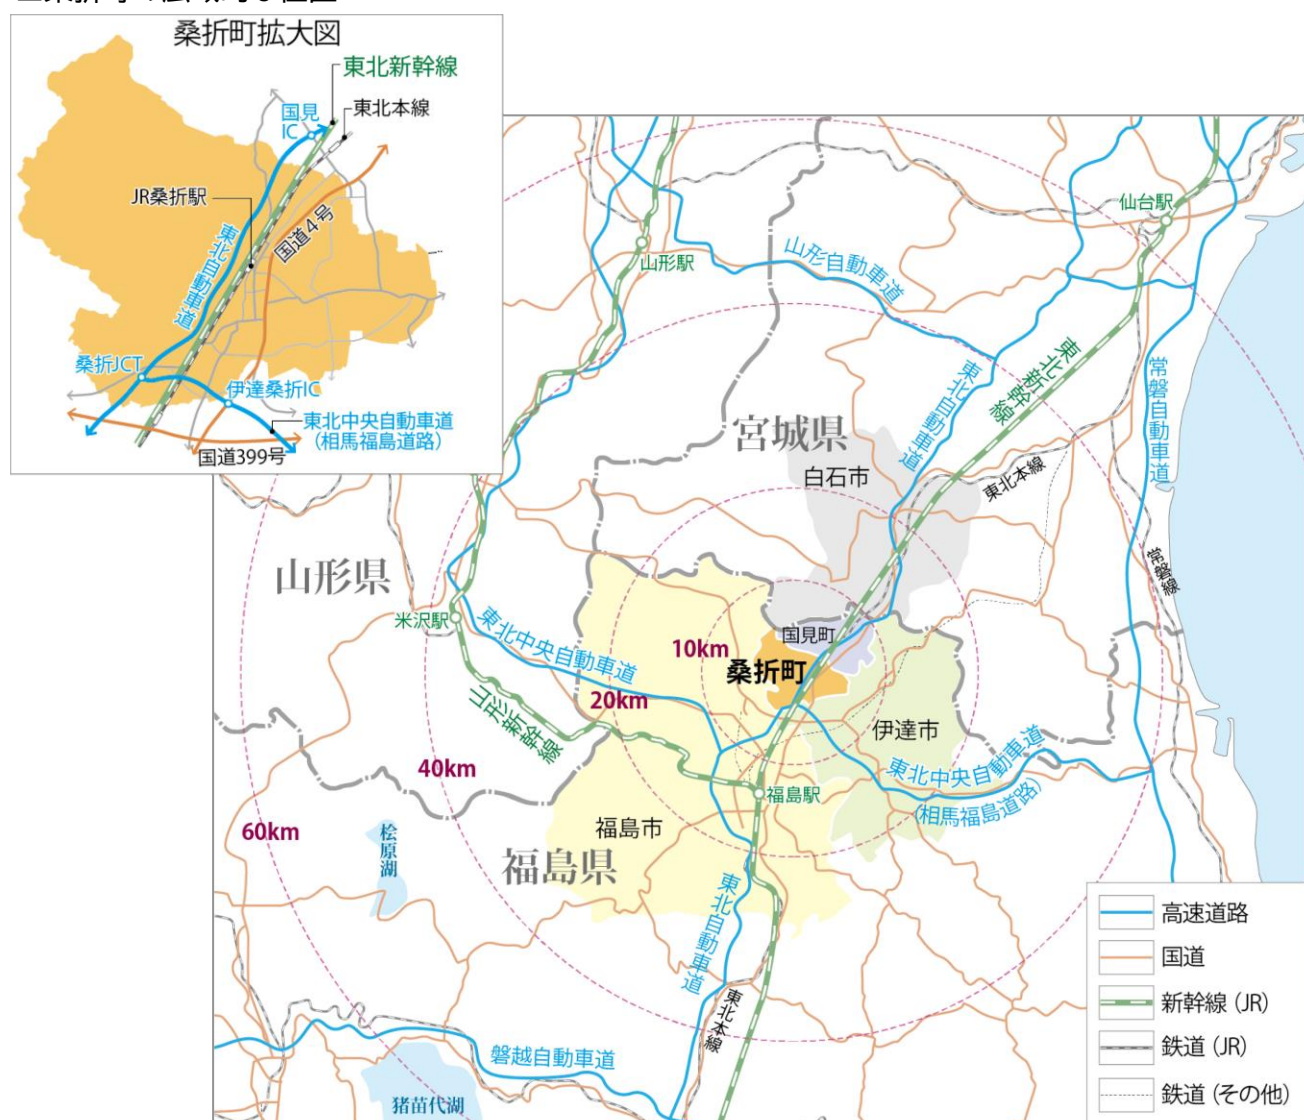 桑折町拡大図
東北新幹線
東北本線
国見
IC
JR桑折駅
国道4号
東北自動車道
桑折JCT
伊達桑折IC
東北中央自動車道
(相馬福島道路)
国道399号
仙台駅
山形駅
山形自動車道
東北新幹線
東北自動車道
常磐自動車道
宮城県
白石市
東北本線
常磐線
山形県
米沢駅
東北中央自動車道
国見町
10km
桑折町
20km
山形新幹線
伊達市
東北中央自動車道
(相馬福島道路)
40km
福島駅
60km
桧原湖
福島市
福島県
東北自動車道
東北本線
磐越自動車道
猪苗代湖
高速道路
国道
新幹線 (JR)
鉄道 (JR)
鉄道 (その他)